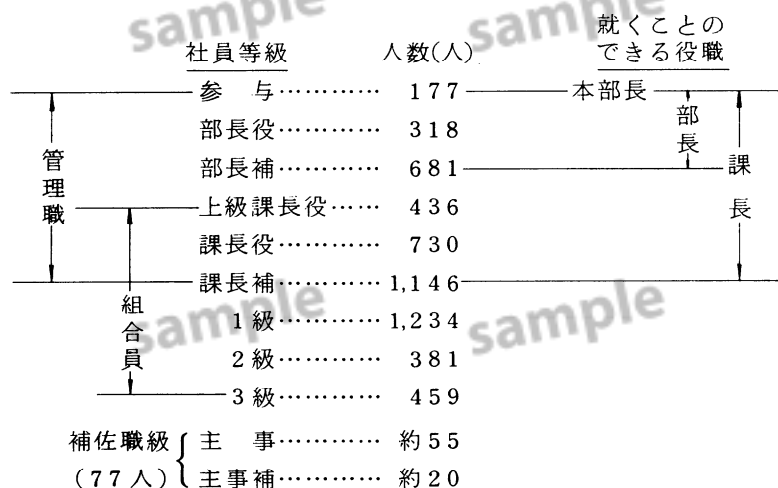 sample
sample
就くことの
社員等級 人数(人) できる役職
参 与………… 177 本部長
部長役………… 318
部長
部長補………… 681
管理職
課長
上級課長役…… 436
課長役………… 730
課長補………… 1,146
組合員
sample
sample
1級………… 1,234
2級………… 381
3級………… 459
補佐職級 主 事………… 約55
(77人) 主事補………… 約20